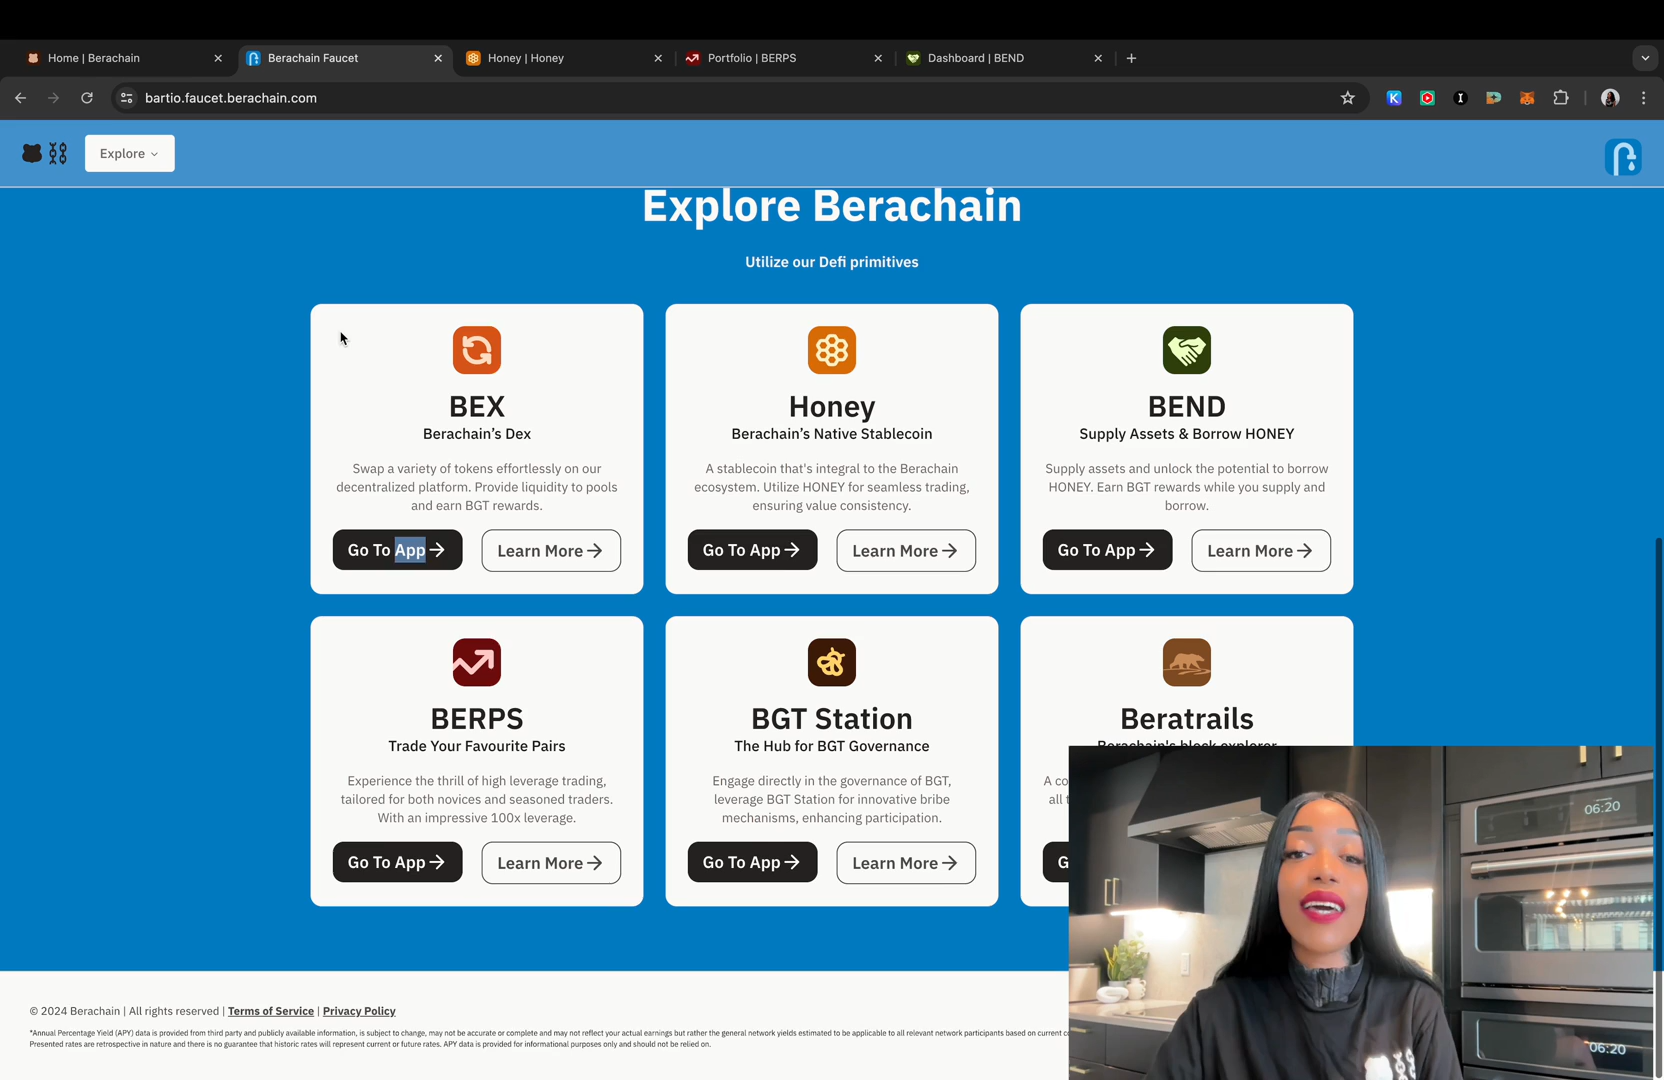 Home | Berachain
Berachain Faucet
Honey | Honey
Portfolio | BERPS
Dashboard | BEND
bartio.faucet.berachain.com
Explore
Explore Berachain
Utilize our Defi primitives
BEX
Berachain’s Dex
Swap a variety of tokens effortlessly on our
decentralized platform. Provide liquidity to pools
and earn BGT rewards.
Go To App →
Learn More →
Honey
Berachain’s Native Stablecoin
A stablecoin that's integral to the Berachain
ecosystem. Utilize HONEY for seamless trading,
ensuring value consistency.
Go To App →
Learn More →
BEND
Supply Assets & Borrow HONEY
Supply assets and unlock the potential to borrow
HONEY. Earn BGT rewards while you supply and
borrow.
Go To App →
Learn More →
BERPS
Trade Your Favourite Pairs
Experience the thrill of high leverage trading,
tailored for both novices and seasoned traders.
With an impressive 100x leverage.
Go To App →
Learn More →
BGT Station
The Hub for BGT Governance
Engage directly in the governance of BGT,
leverage BGT Station for innovative bribe
mechanisms, enhancing participation.
Go To App →
Learn More →
Beratrails
Berachain's block explorer
A co
all t
G
06:20
06:20
© 2024 Berachain | All rights reserved | Terms of Service | Privacy Policy
*Annual Percentage Yield (APY) data is provided from third party and publicly available information, is subject to change, may not be accurate or complete and may not reflect your actual earnings but rather the general network yields estimated to be applicable to all relevant network participants based on current co
Presented rates are retrospective in nature and there is no guarantee that historic rates will represent current or future rates. APY data is provided for informational purposes only and should not be relied on.